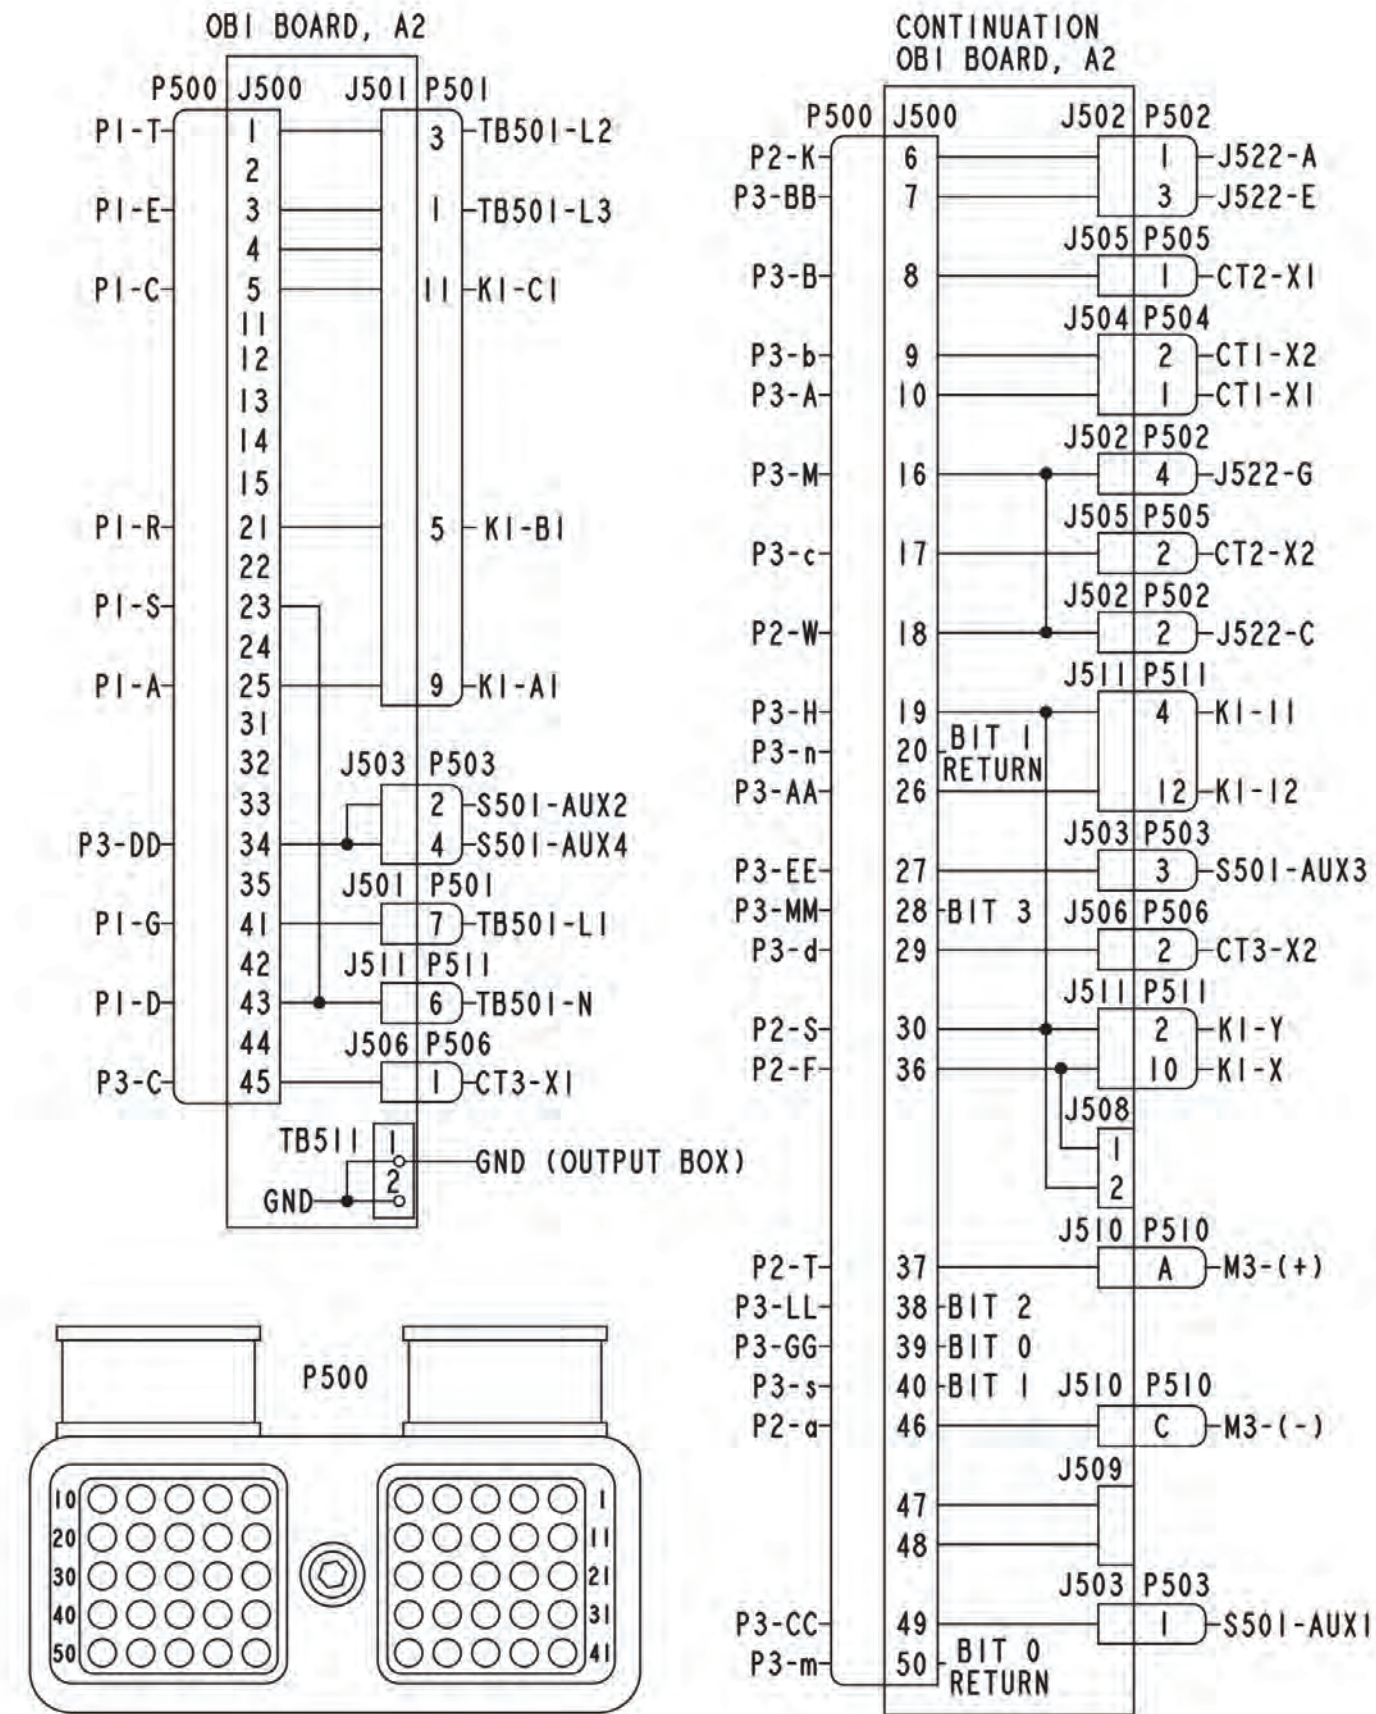 OBI BOARD, A2
P500 J500 J501 P501
P1-T 1 3 TB501-L2
2
P1-E 3 1 TB501-L3
4
P1-C 5 11 K1-C1
11
12
13
14
15
P1-R 21 5 K1-B1
22
P1-S 23
24
P1-A 25 9 K1-A1
31
32 J503 P503
33 2 S501-AUX2
P3-DD 34 4 S501-AUX4
35 J501 P501
P1-G 41 7 TB501-L1
42 J511 P511
P1-D 43 6 TB501-N
44 J506 P506
P3-C 45 1 CT3-X1
TB511 1 GND (OUTPUT BOX)
2
GND
P500
10 1
20 11
30 21
40 31
50 41
CONTINUATION
OBI BOARD, A2
P500 J500 J502 P502
P2-K 6 1 J522-A
P3-BB 7 3 J522-E
J505 P505
P3-B 8 1 CT2-X1
J504 P504
P3-b 9 2 CT1-X2
P3-A 10 1 CT1-X1
J502 P502
P3-M 16 4 J522-G
J505 P505
P3-c 17 2 CT2-X2
J502 P502
P2-W 18 2 J522-C
J511 P511
P3-H 19 4 K1-11
P3-n 20 BIT 1
RETURN
P3-AA 26 12 K1-12
J503 P503
P3-EE 27 3 S501-AUX3
P3-MM 28 BIT 3 J506 P506
P3-d 29 2 CT3-X2
J511 P511
P2-S 30 2 K1-Y
P2-F 36 10 K1-X
J508
1
2
J510 P510
P2-T 37 A M3-(+)
P3-LL 38 BIT 2
P3-GG 39 BIT 0
P3-s 40 BIT 1 J510 P510
P2-a 46 C M3-(-)
J509
47
48
J503 P503
P3-CC 49 1 S501-AUX1
P3-m 50 BIT 0
RETURN